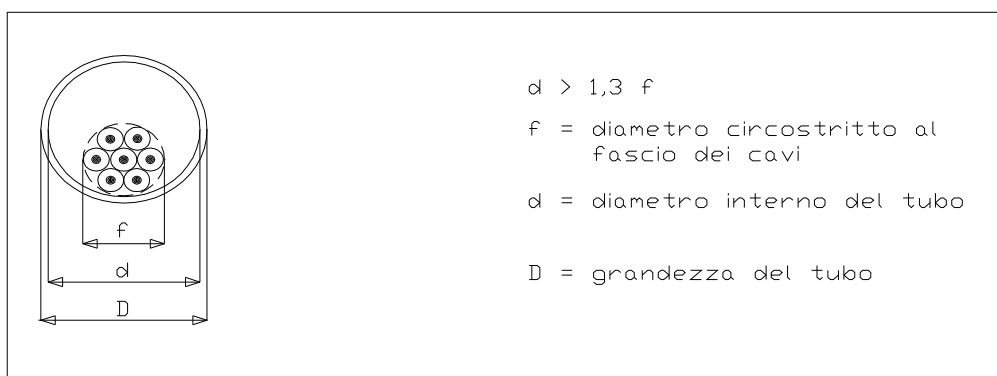 d > 1,3 f
f = diametro circostritto al
fascio dei cavi
d = diametro interno del tubo
D = grandezza del tubo
f
d
D